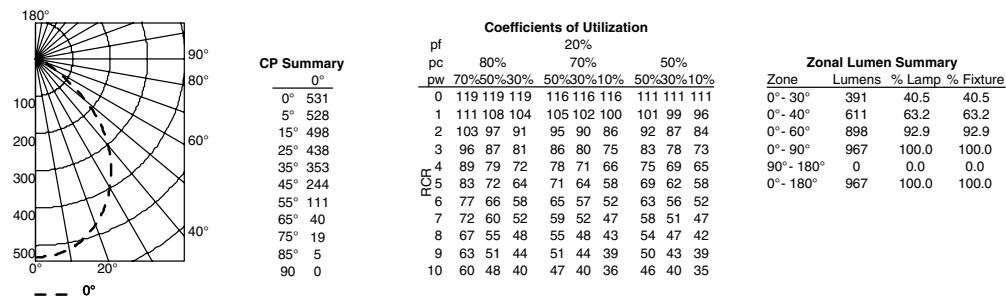 180°
90°
80°
60°
40°
20°
0°
100
200
300
400
500
0°
CP Summary
0°
0° 531
5° 528
15° 498
25° 438
35° 353
45° 244
55° 111
65° 40
75° 19
85° 5
90 0
Coefficients of Utilization
pf 20%
pc 80% 70% 50%
pw 70%50%30% 50%30%10% 50%30%10%
RCR
0 119 119 119 116 116 116 111 111 111
1 111 108 104 105 102 100 101 99 96
2 103 97 91 95 90 86 92 87 84
3 96 87 81 86 80 75 83 78 73
4 89 79 72 78 71 66 75 69 65
5 83 72 64 71 64 58 69 62 58
6 77 66 58 65 57 52 63 56 52
7 72 60 52 59 52 47 58 51 47
8 67 55 48 55 48 43 54 47 42
9 63 51 44 51 44 39 50 43 39
10 60 48 40 47 40 36 46 40 35
Zonal Lumen Summary
Zone Lumens % Lamp % Fixture
0°- 30° 391 40.5 40.5
0°- 40° 611 63.2 63.2
0°- 60° 898 92.9 92.9
0°- 90° 967 100.0 100.0
90°- 180° 0 0.0 0.0
0°- 180° 967 100.0 100.0